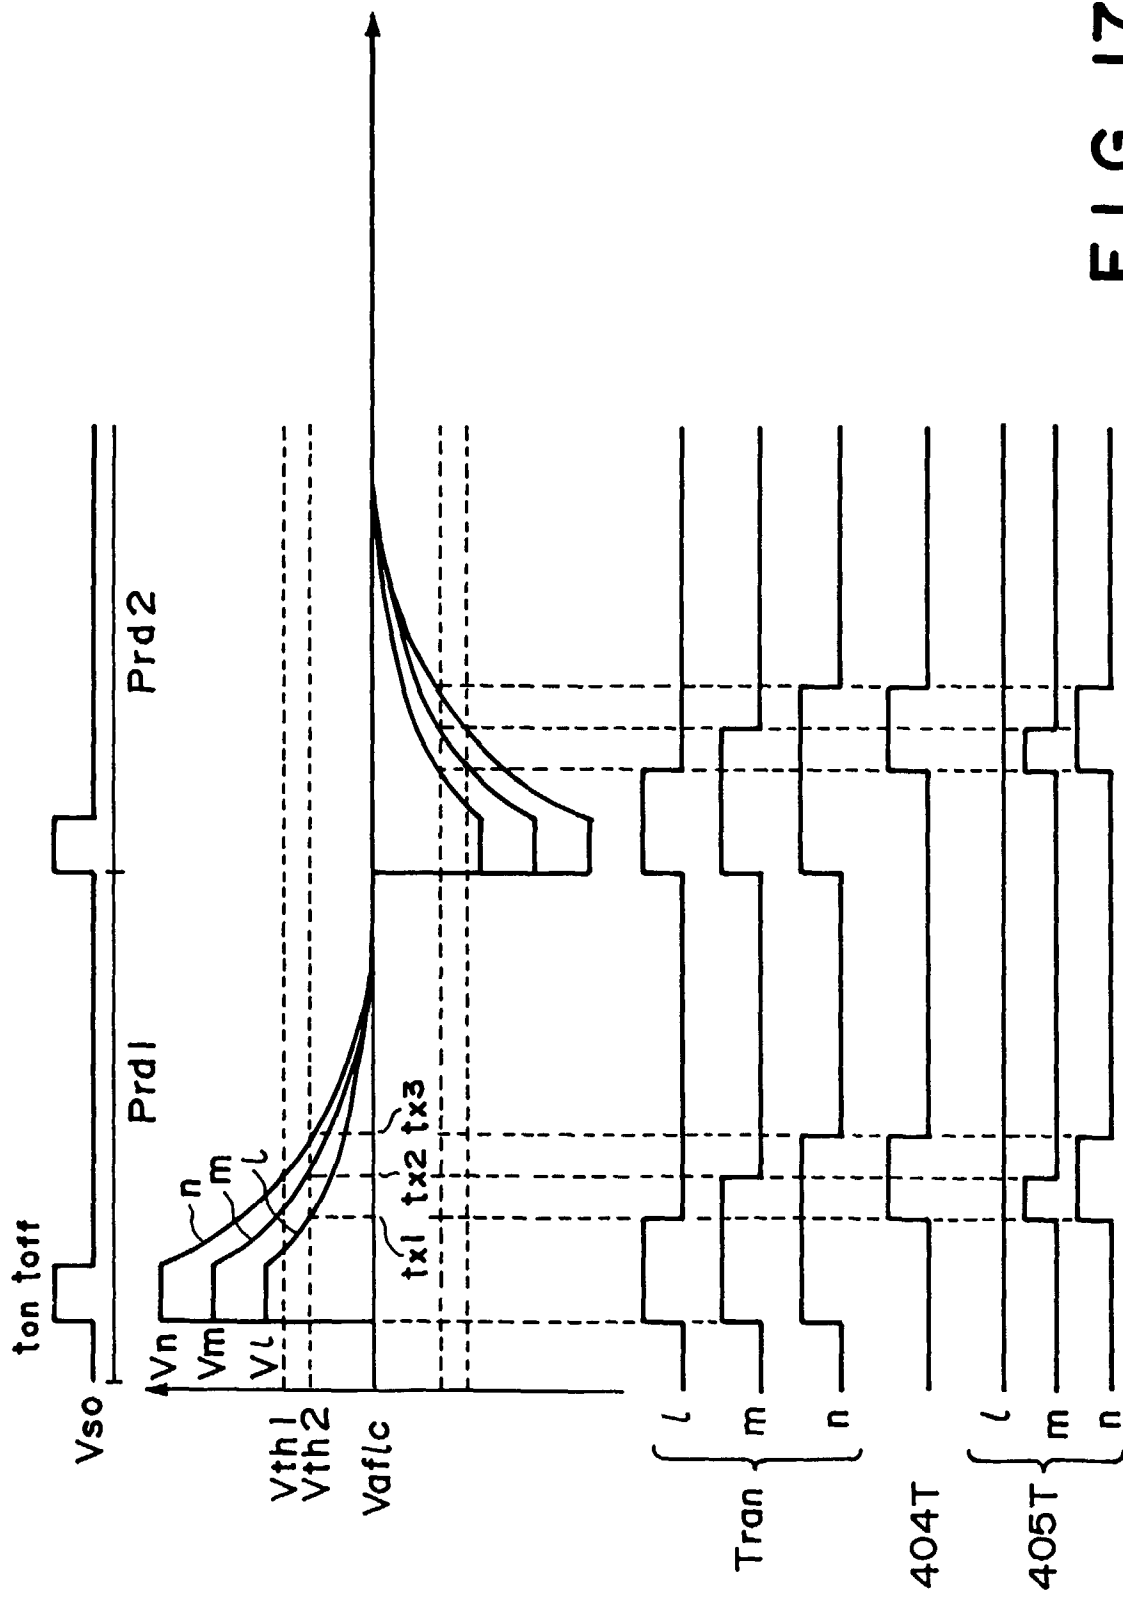 ton toff
Vso
Prd1
Prd2
Vn
Vm
Vl
n
m
l
Vth1
Vth2
Vaflc
tx1
tx2
tx3
Tran
l
m
n
404T
405T
l
m
n
FIG 17